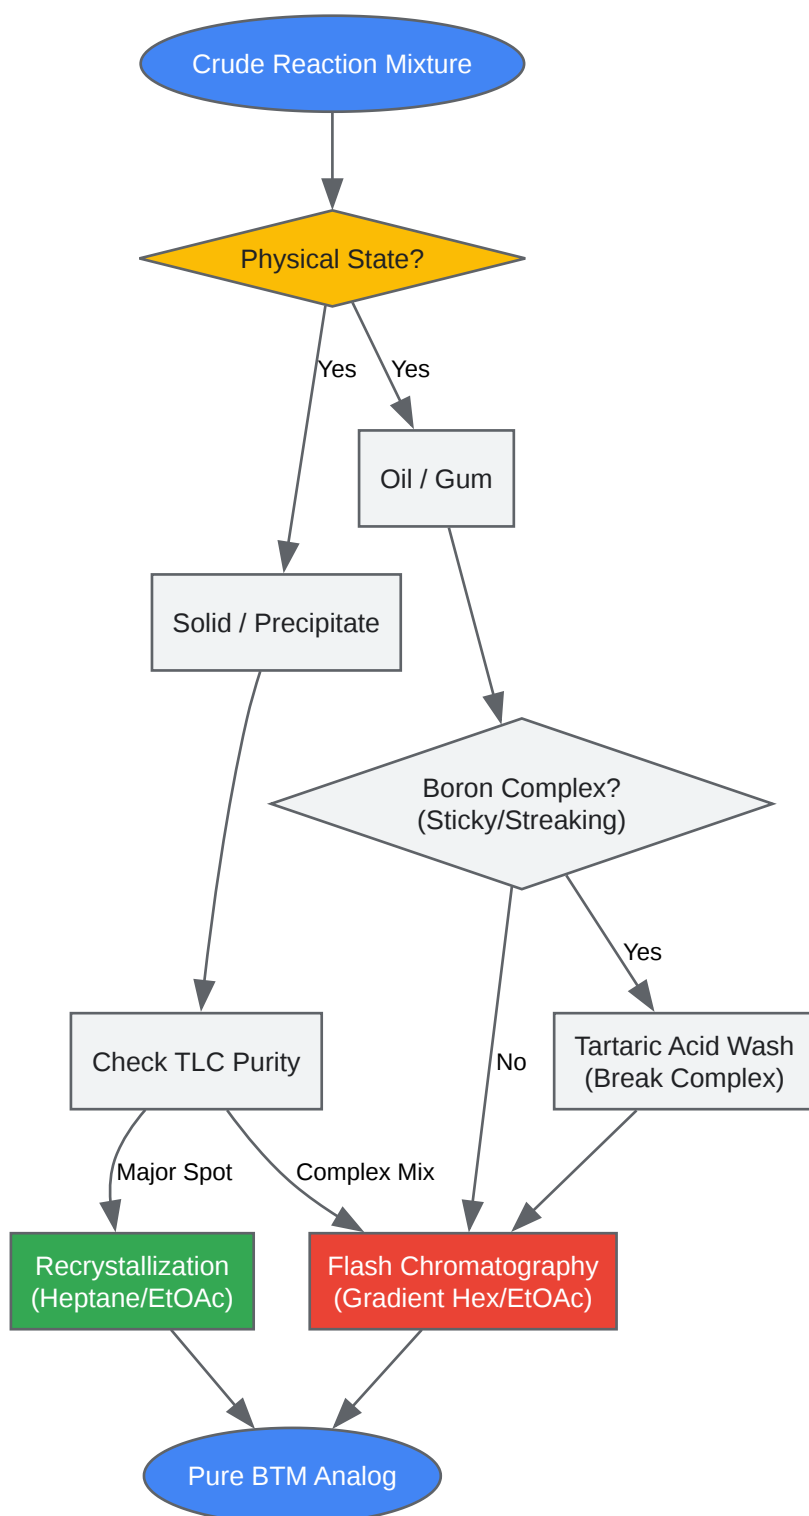 Crude Reaction Mixture
Physical State?
Yes
Yes
Oil / Gum
Solid / Precipitate
Boron Complex?
(Sticky/Streaking)
Yes
No
Check TLC Purity
Tartaric Acid Wash
(Break Complex)
Major Spot
Complex Mix
Recrystallization
(Heptane/EtOAc)
Flash Chromatography
(Gradient Hex/EtOAc)
Pure BTM Analog